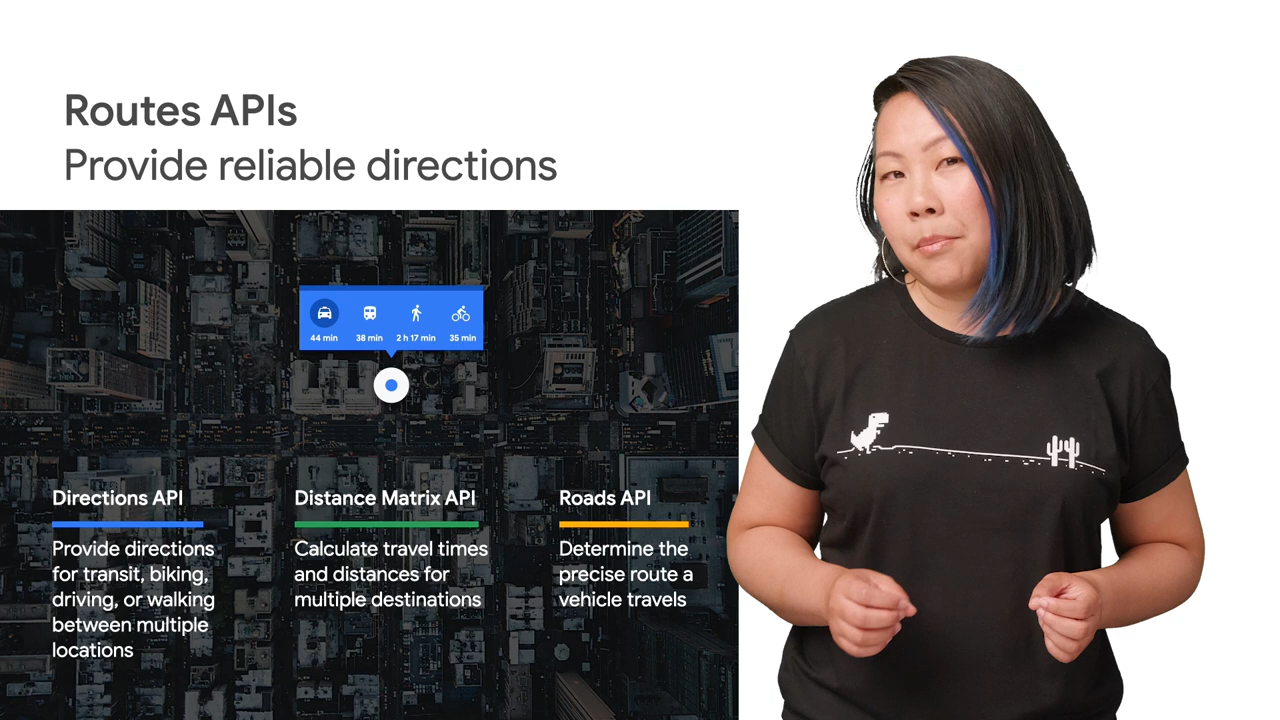 Routes APIs
Provide reliable directions
44 min
38 min
2 h 17 min
35 min
Directions API
Provide directions
for transit, biking,
driving, or walking
between multiple
locations
Distance Matrix API
Calculate travel times
and distances for
multiple destinations
Roads API
Determine the
precise route a
vehicle travels